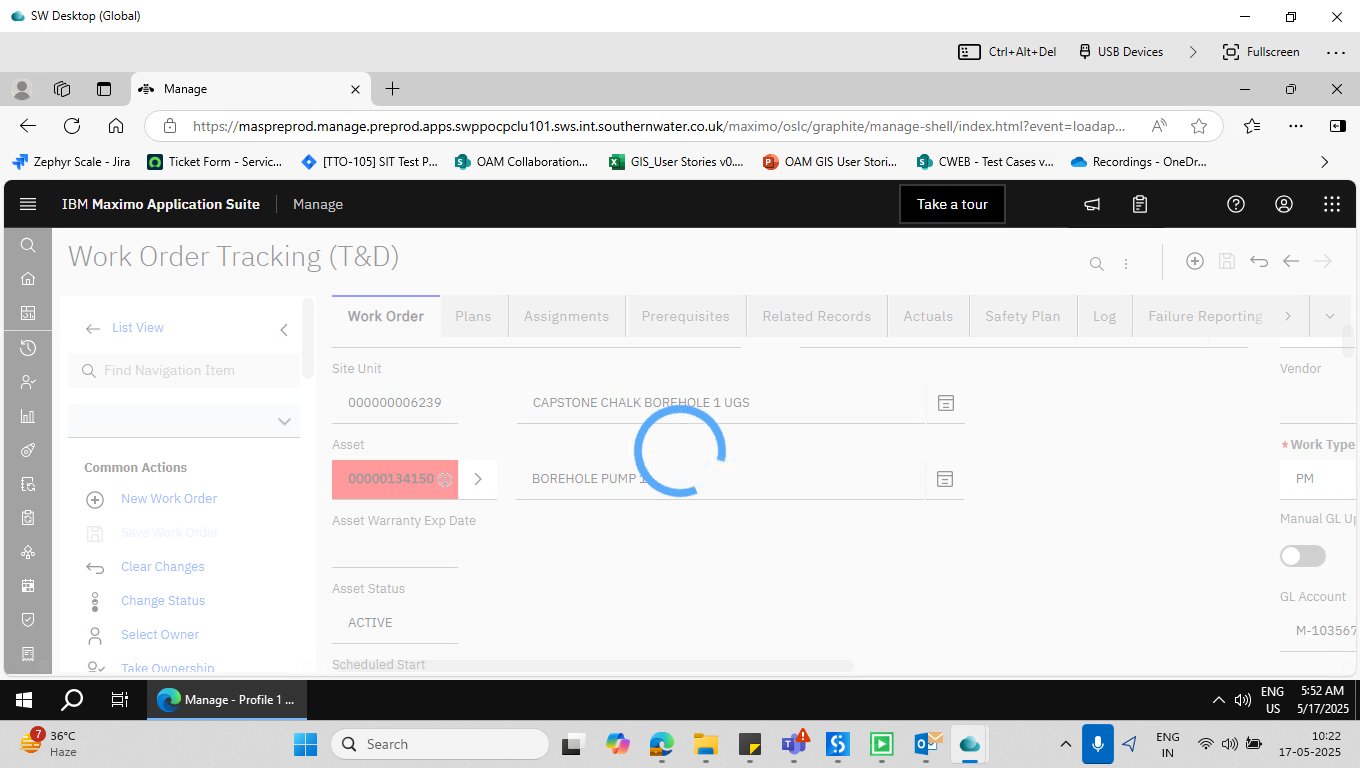 SW Desktop (Global)
Ctrl+Alt+Del
USB Devices
Fullscreen
Manage
https://maspreprod.manage.preprod.apps.swppocpclu101.sws.int.southernwater.co.uk/maximo/oslc/graphite/manage-shell/index.html?event=loadap...
Zephyr Scale - Jira
Ticket Form - Servic...
[TTO-105] SIT Test P...
OAM Collaboration...
GIS_User Stories v0....
OAM GIS User Stori...
CWEB - Test Cases v...
Recordings - OneDr...
IBM Maximo Application Suite
Manage
Take a tour
Work Order Tracking (T&D)
List View
Find Navigation Item
Common Actions
New Work Order
Save Work Order
Clear Changes
Change Status
Select Owner
Take Ownership
Work Order
Plans
Assignments
Prerequisites
Related Records
Actuals
Safety Plan
Log
Failure Reporting
Site Unit
000000006239
CAPSTONE CHALK BOREHOLE 1 UGS
Asset
00000134150
BOREHOLE PUMP 1
Asset Warranty Exp Date
Asset Status
ACTIVE
Scheduled Start
Vendor
* Work Type
PM
Manual GL Up
GL Account
M-103567
Manage - Profile 1 ...
ENG
US
5:52 AM
5/17/2025
7
36°C
Haze
Search
ENG
IN
10:22
17-05-2025